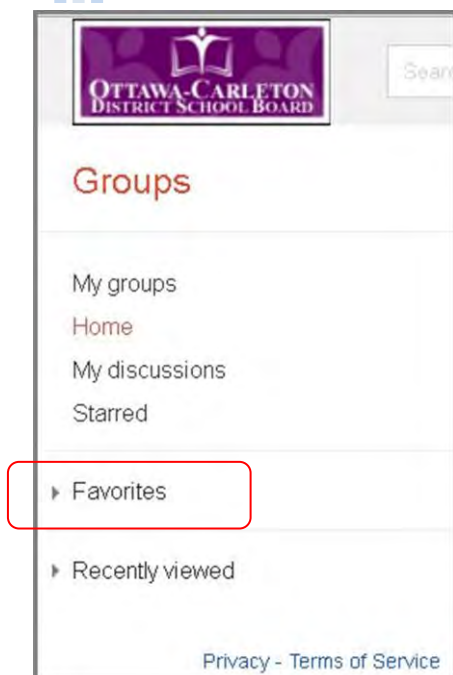 OTTAWA-CARLETON
DISTRICT SCHOOL BOARD
Groups
My groups
Home
My discussions
Starred
Favorites
Recently viewed
Privacy - Terms of Service